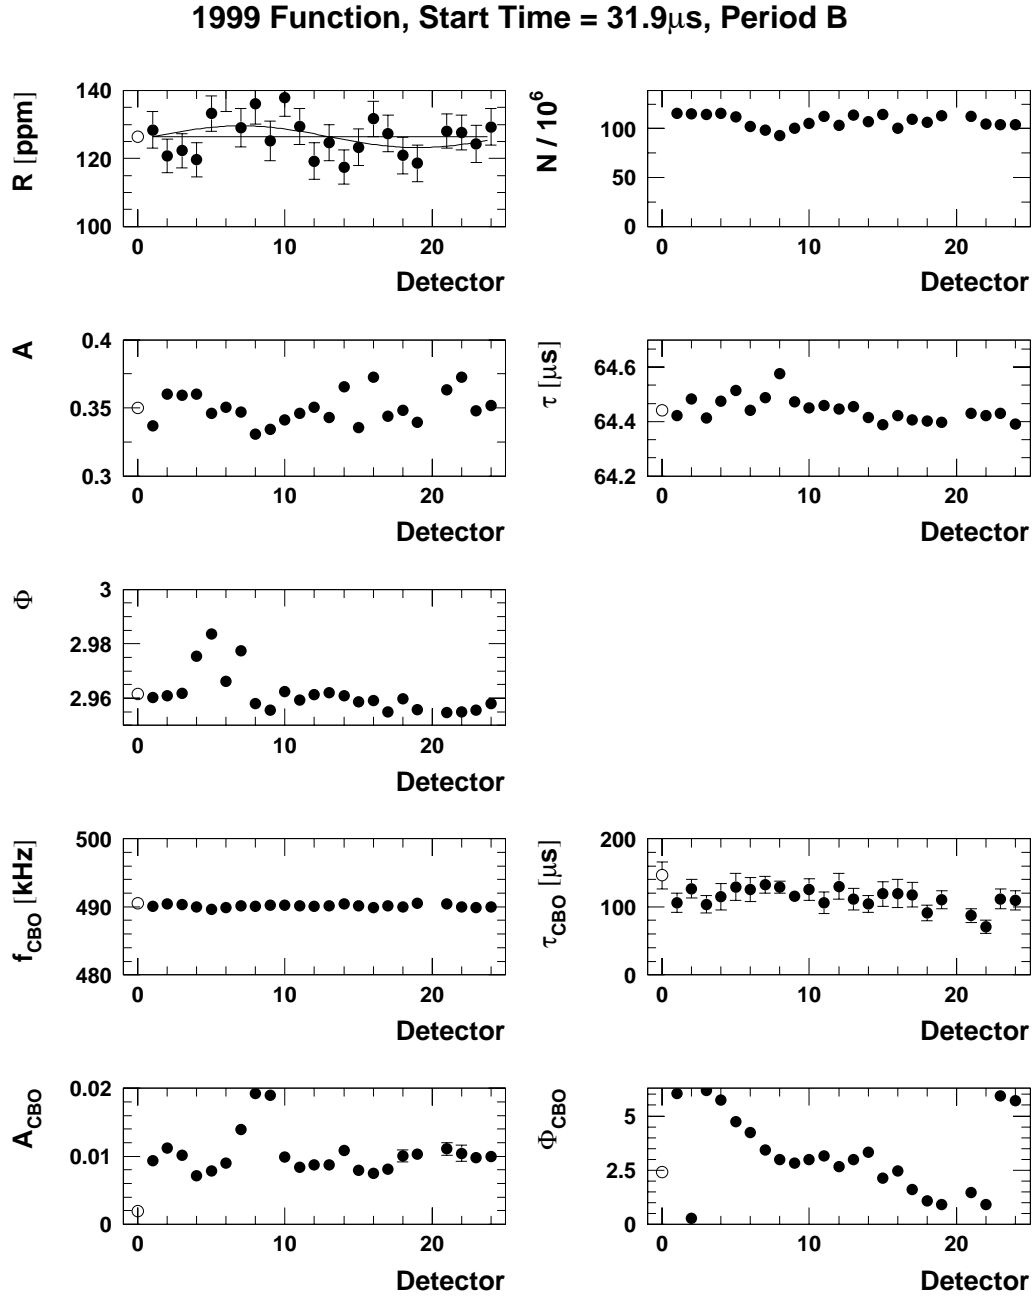 1999 Function, Start Time = 31.9μs, Period B
R [ppm]
140
120
100
0 10 20
Detector
N / 10^6
100
50
0
0 10 20
Detector
A
0.4
0.35
0.3
0 10 20
Detector
τ [μs]
64.6
64.4
64.2
0 10 20
Detector
Φ
3
2.98
2.96
0 10 20
Detector
f_CBO [kHz]
500
490
480
0 10 20
Detector
τ_CBO [μs]
200
100
0
0 10 20
Detector
A_CBO
0.02
0.01
0
0 10 20
Detector
Φ_CBO
5
2.5
0
0 10 20
Detector